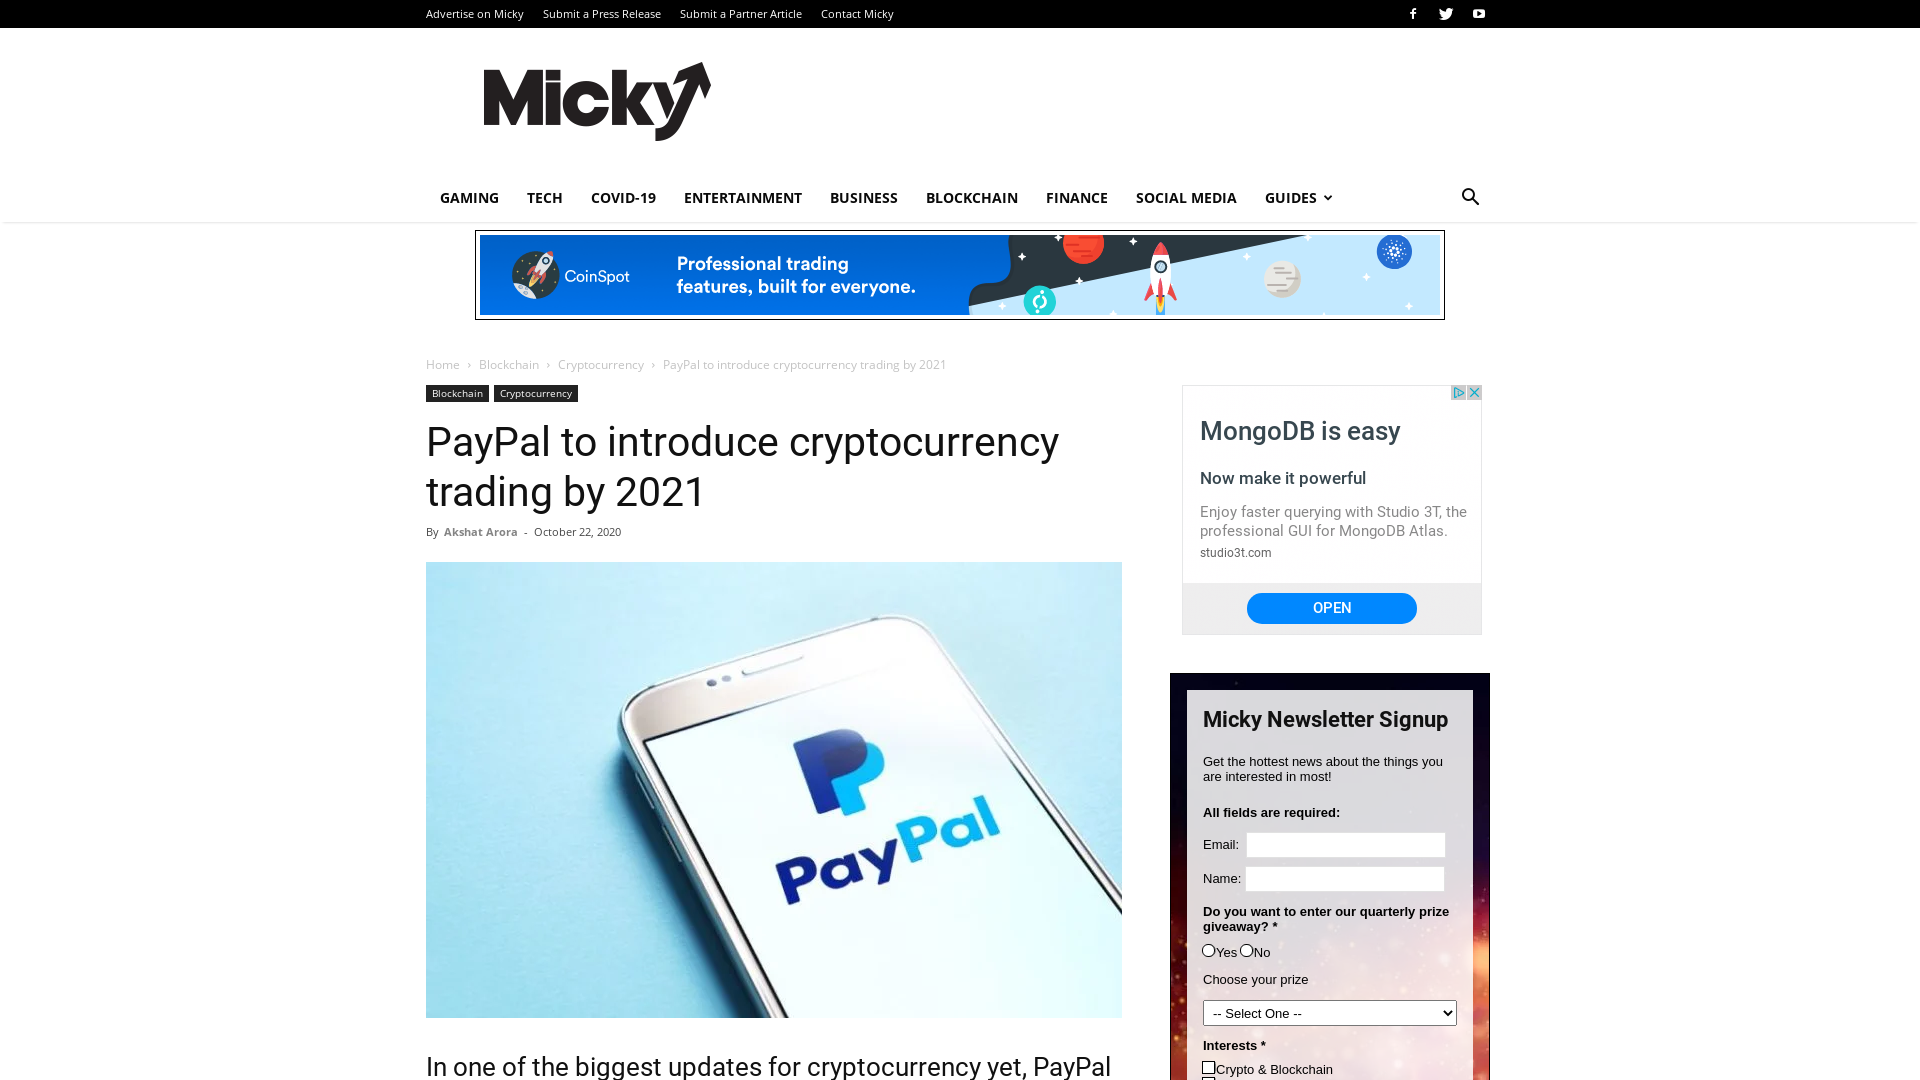 Advertise on Micky Submit a Press Release Submit a Partner Article Contact Micky
Micky
GAMING TECH COVID-19 ENTERTAINMENT BUSINESS BLOCKCHAIN FINANCE SOCIAL MEDIA GUIDES
CoinSpot
Professional trading
features, built for everyone.
Home › Blockchain › Cryptocurrency › PayPal to introduce cryptocurrency trading by 2021
Blockchain Cryptocurrency
PayPal to introduce cryptocurrency
trading by 2021
By Akshat Arora - October 22, 2020
PayPal
In one of the biggest updates for cryptocurrency yet, PayPal
MongoDB is easy
Now make it powerful
Enjoy faster querying with Studio 3T, the
professional GUI for MongoDB Atlas.
studio3t.com
OPEN
Micky Newsletter Signup
Get the hottest news about the things you
are interested in most!
All fields are required:
Email:
Name:
Do you want to enter our quarterly prize
giveaway? *
Yes No
Choose your prize
-- Select One --
Interests *
Crypto & Blockchain